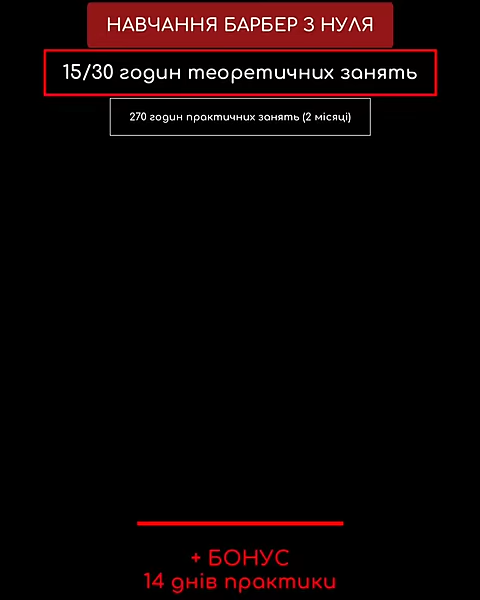 НАВЧАННЯ БАРБЕР З НУЛЯ
15/30 годин теоретичних занять
270 годин практичних занять (2 місяці)
+ БОНУС
14 днів практики